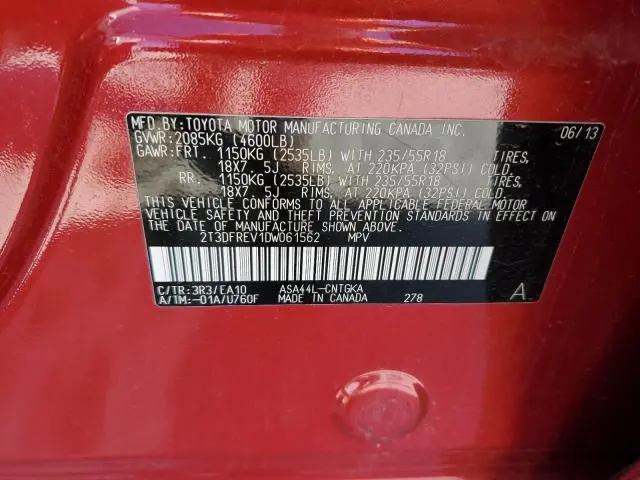 MFD.BY:TOYOTA MOTOR MANUFACTURING CANADA INC. 06/13
GVWR:2085KG (4600LB)
GAWR:FRT. 1150KG (2535LB) WITH 235/55R18 TIRES,
18X7.5J RIMS, AT 220KPA (32PSI) COLD.
RR. 1150KG (2535LB) WITH 235/55R18 TIRES,
18X7.5J RIMS, AT 220KPA (32PSI) COLD.
THIS VEHICLE CONFORMS TO ALL APPLICABLE FEDERAL MOTOR
VEHICLE SAFETY AND THEFT PREVENTION STANDARDS IN EFFECT ON
THE DATE OF MANUFACTURE SHOWN ABOVE.
2T3DFREV1DW061562 MPV
C/TR:3R3/EA10 ASA44L-CNTGKA
A/TM:-01A/U760F MADE IN CANADA 278 A